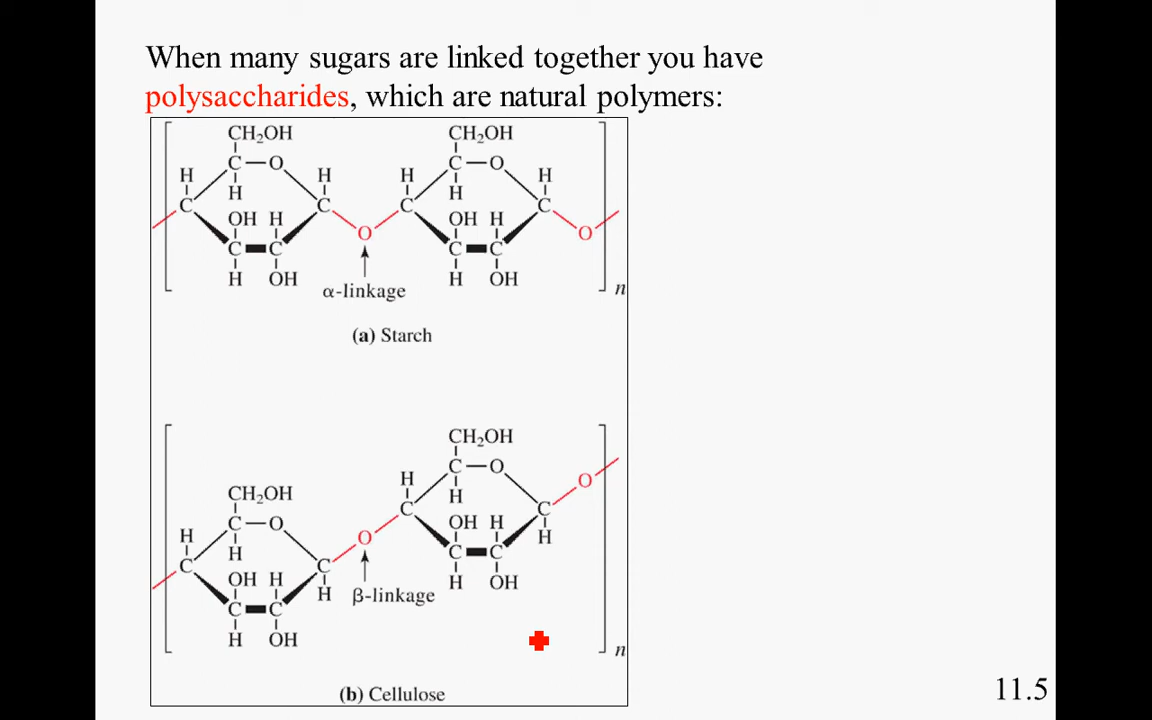 When many sugars are linked together you have
polysaccharides, which are natural polymers:
CH₂OH CH₂OH
C—O C—O
H H H H H H
C C C C
OH H OH H
O O
C C C C
H OH H OH
α-linkage
n
(a) Starch
CH₂OH
C—O
H H
CH₂OH C C
O
C—O OH H H
H H O
C C C C
OH H H H OH
β-linkage
C C
H OH
n
(b) Cellulose
11.5